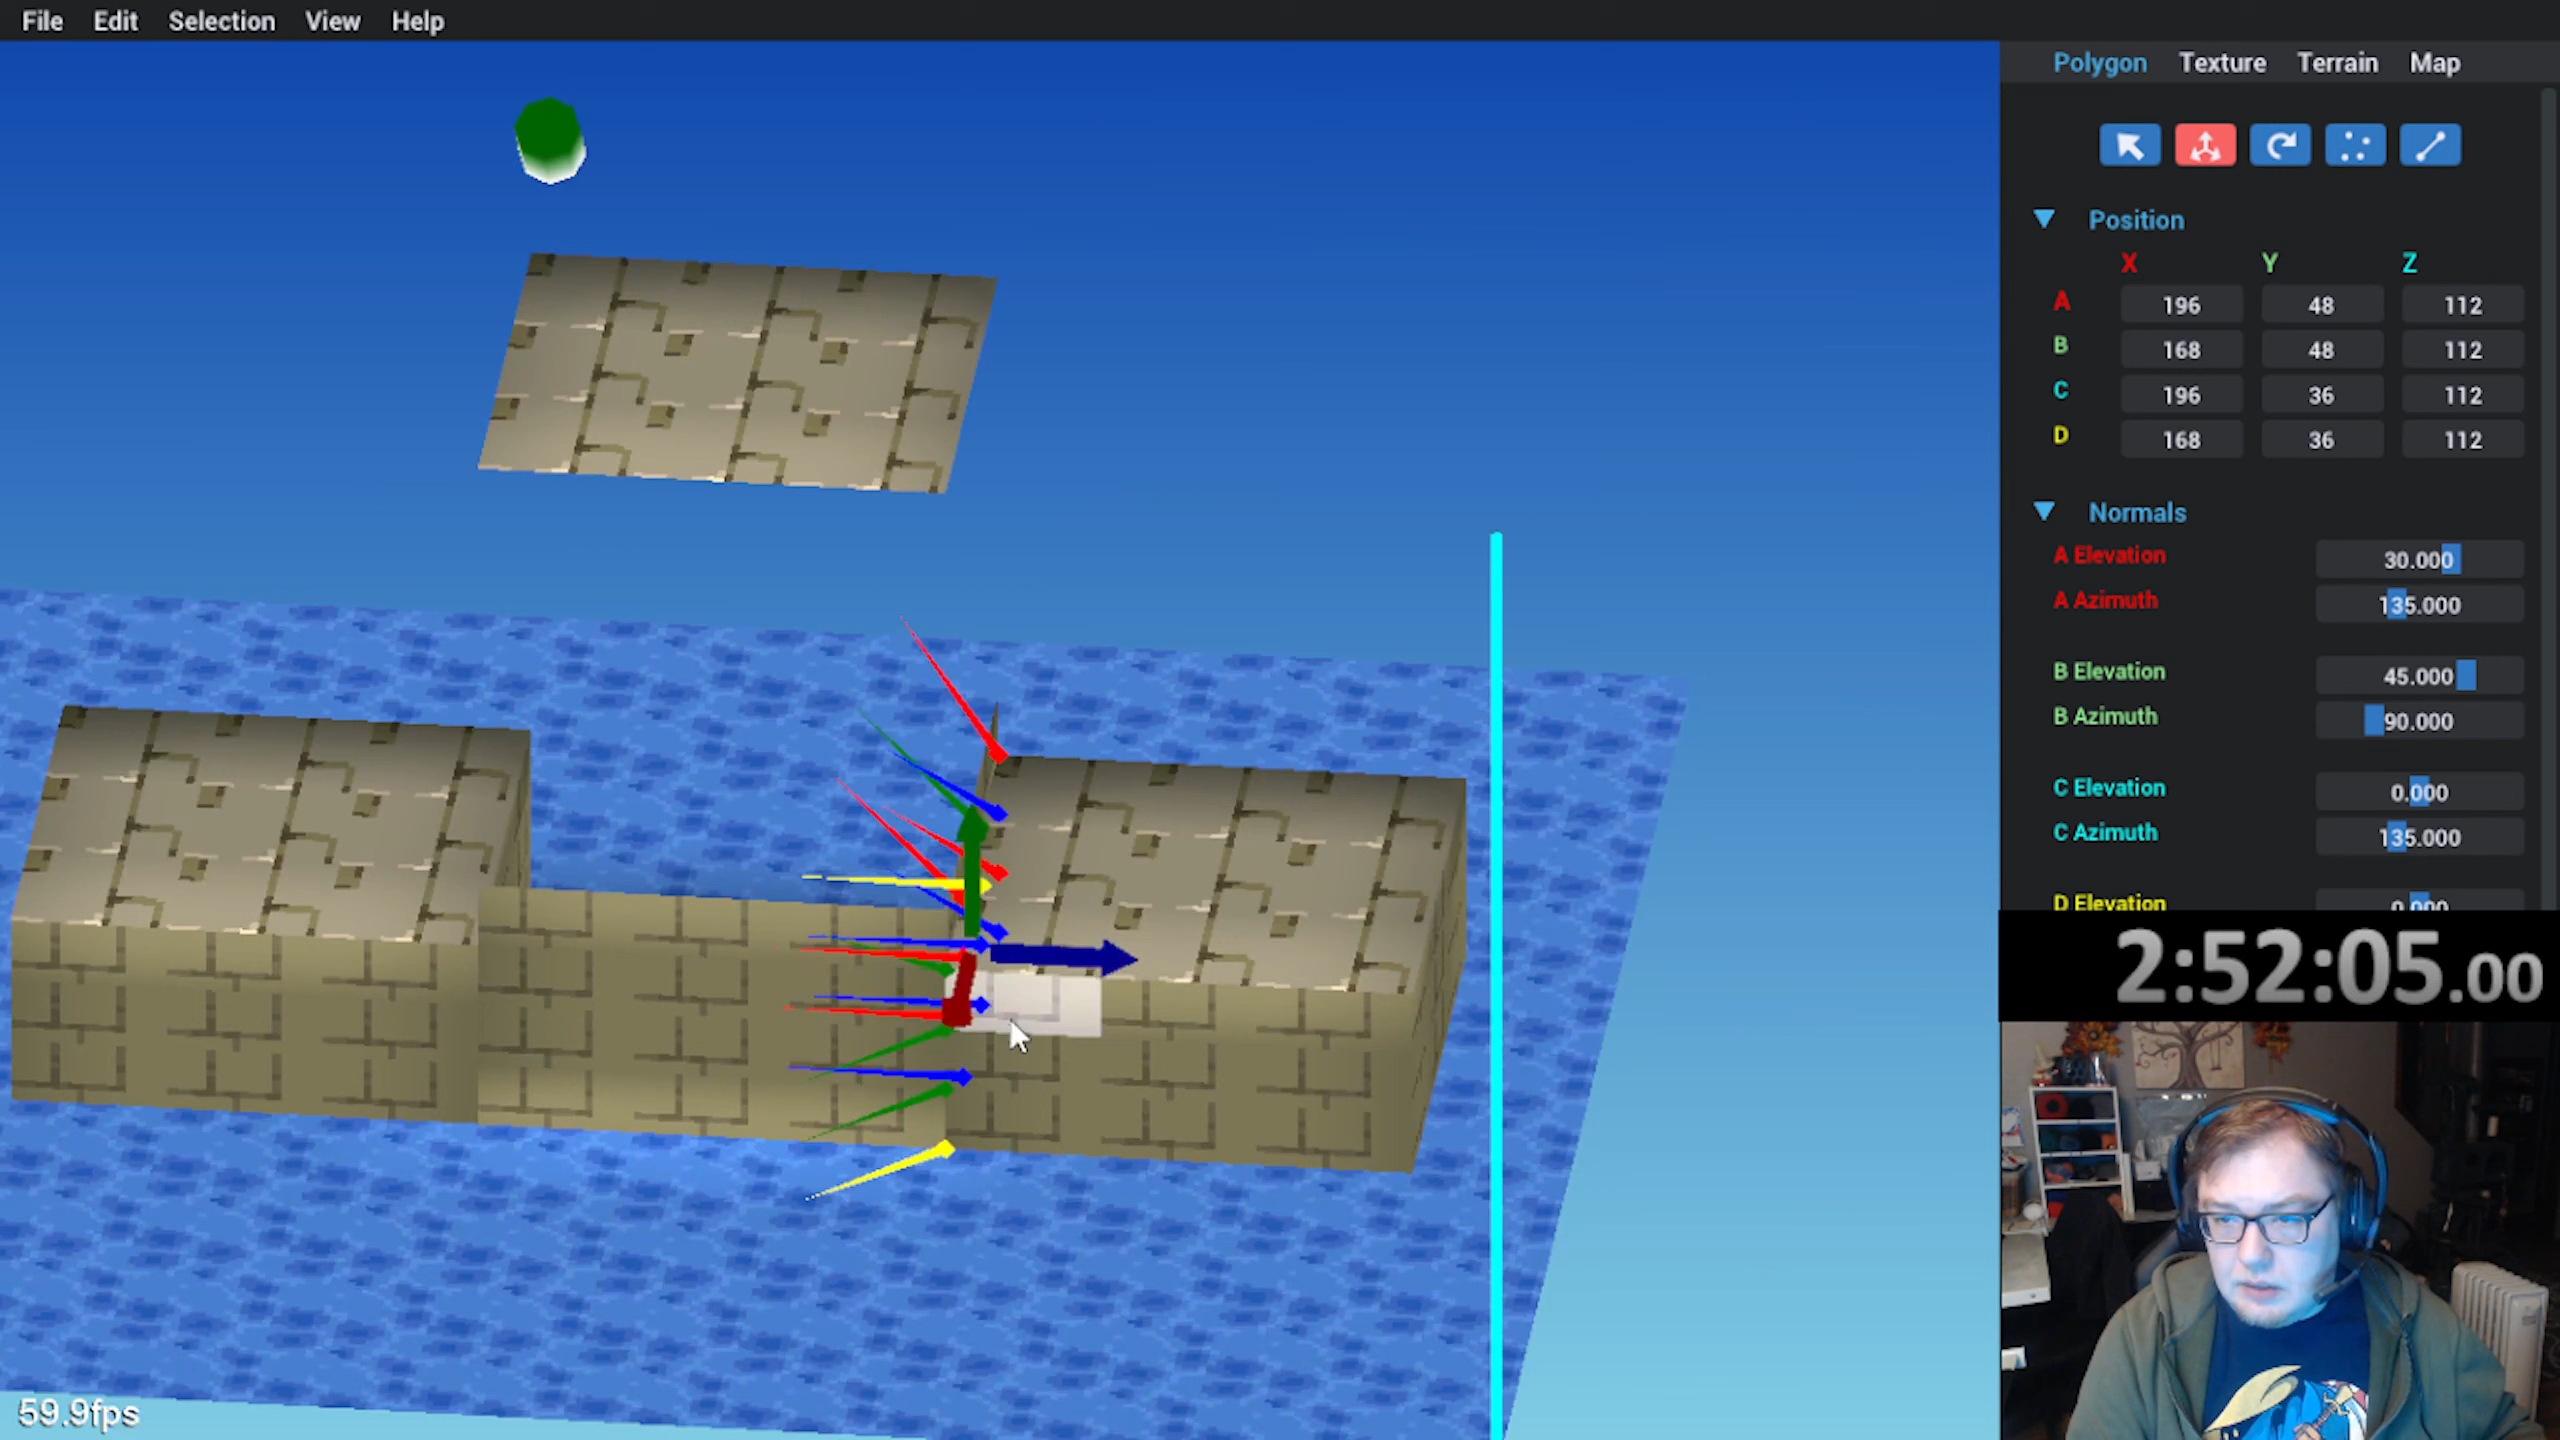 File Edit Selection View Help
Polygon Texture Terrain Map
Position
X Y Z
A 196 48 112
B 168 48 112
C 196 36 112
D 168 36 112
Normals
A Elevation 30.000
A Azimuth 135.000
B Elevation 45.000
B Azimuth 90.000
C Elevation 0.000
C Azimuth 135.000
D Elevation 0.000
2:52:05.00
59.9fps